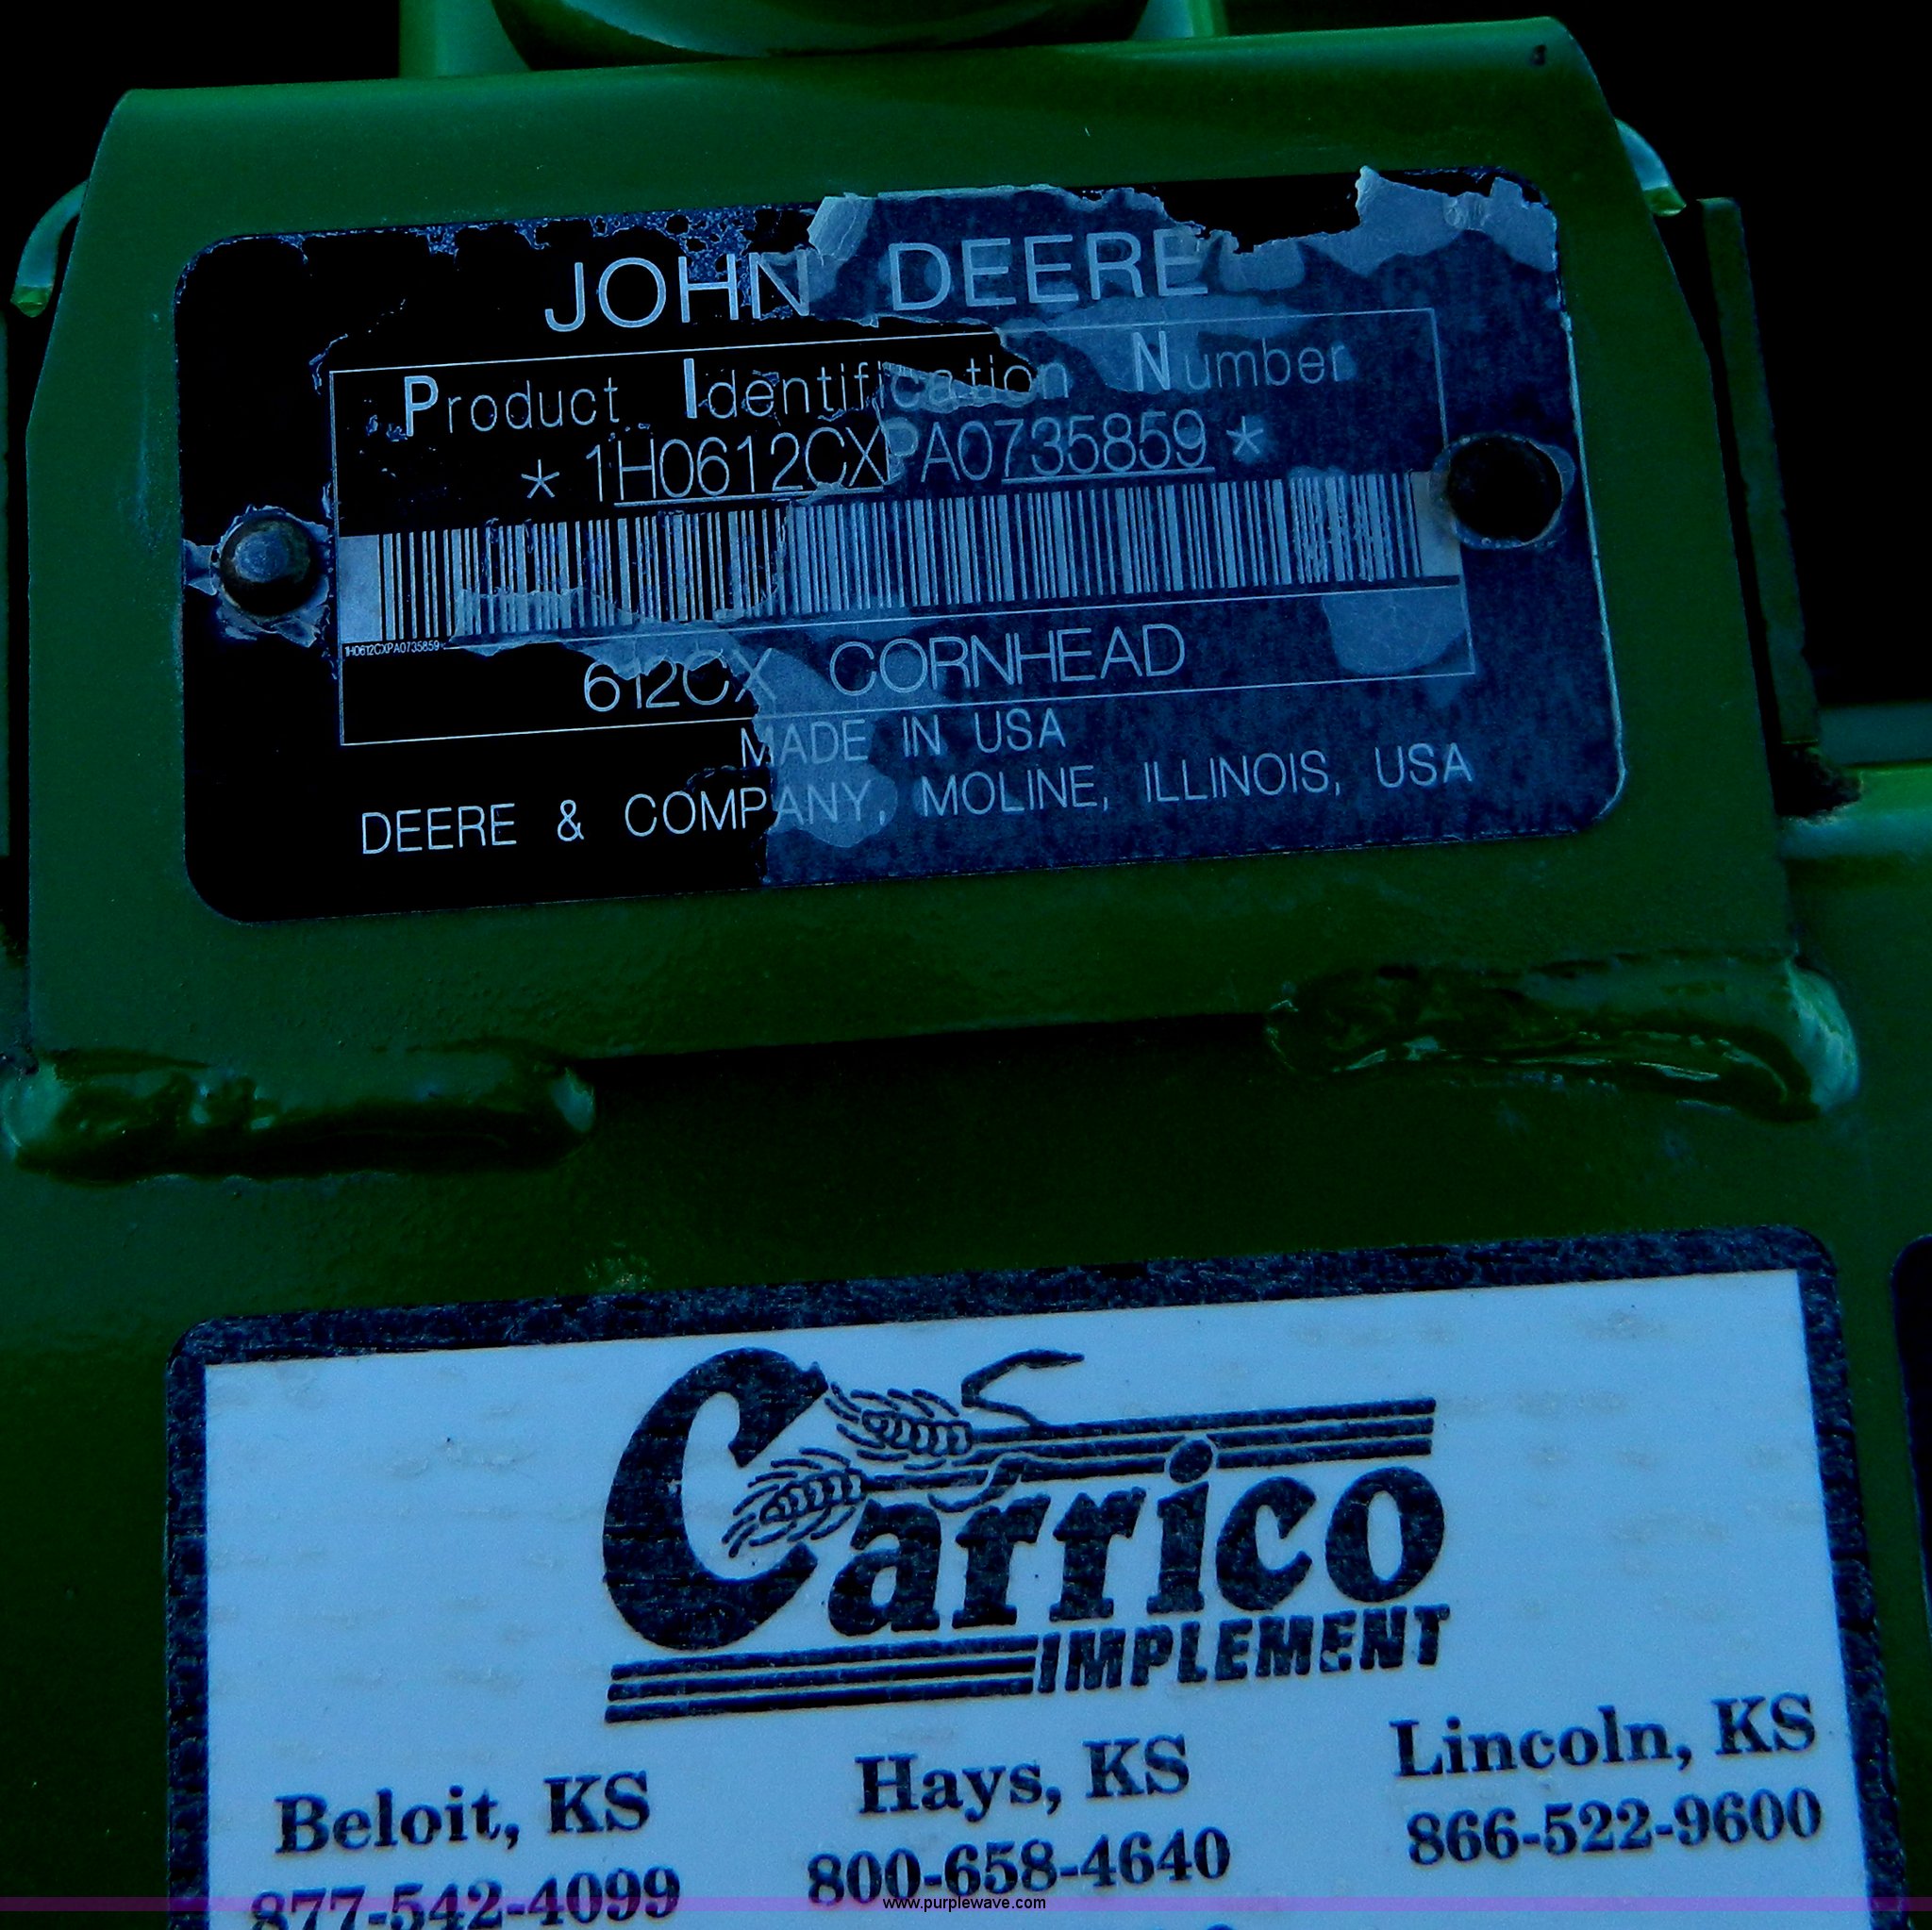 JOHN DEERE
Product Identification Number
* 1H0612CXPA0735859 *
1H0612CXPA0735859
612CX CORNHEAD
MADE IN USA
DEERE & COMPANY, MOLINE, ILLINOIS, USA
Carrico
IMPLEMENT
Beloit, KS Hays, KS Lincoln, KS
877-542-4099 800-658-4640 866-522-9600
www.purplewave.com